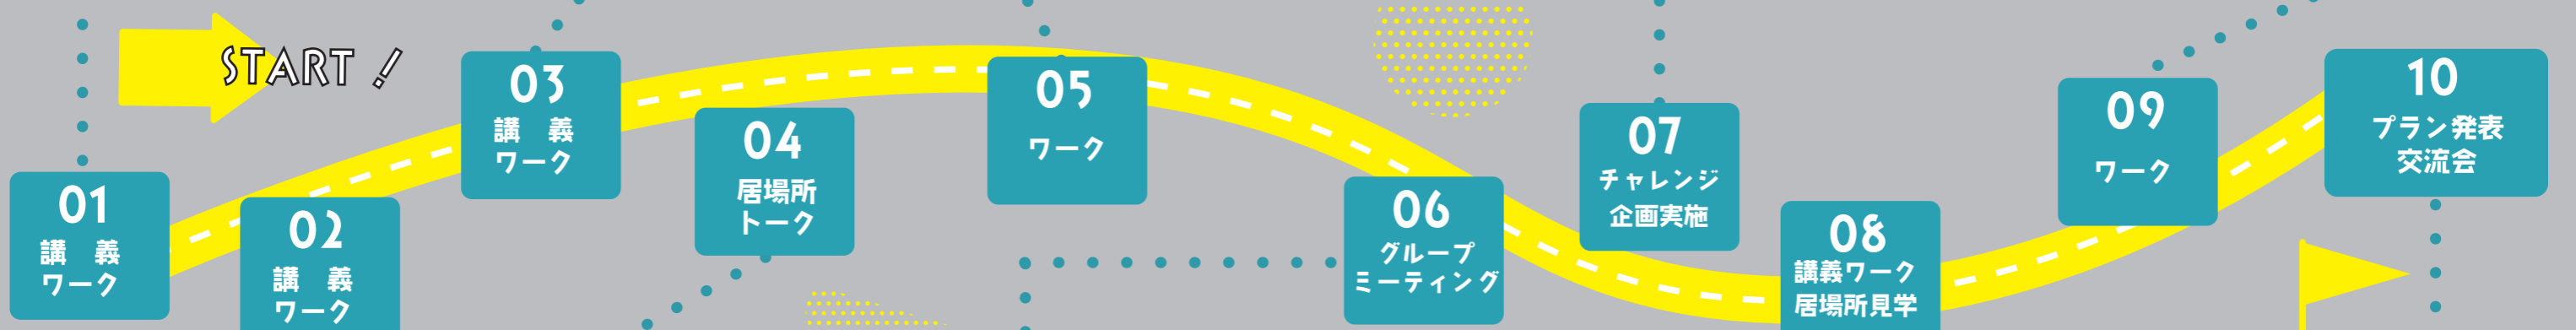 START !
01
講　義
ワーク
02
講　義
ワーク
03
講　義
ワーク
04
居場所
トーク
05
ワーク
06
グループ
ミーティング
07
チャレンジ
企画実施
08
講義ワーク
居場所見学
09
ワーク
10
プラン発表
交流会